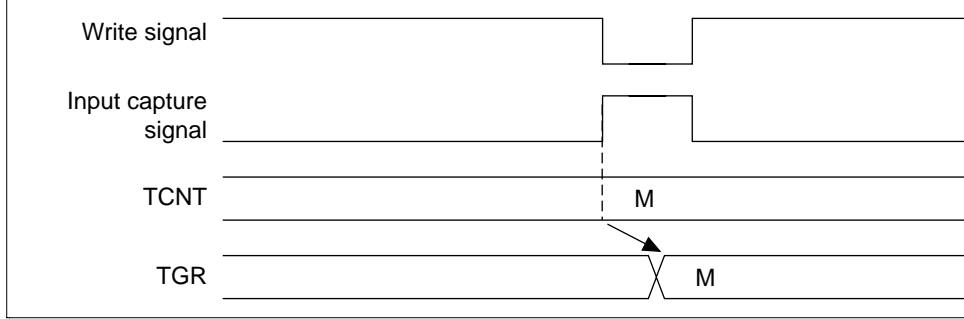 Write signal
Input capture
signal
TCNT
M
TGR
M